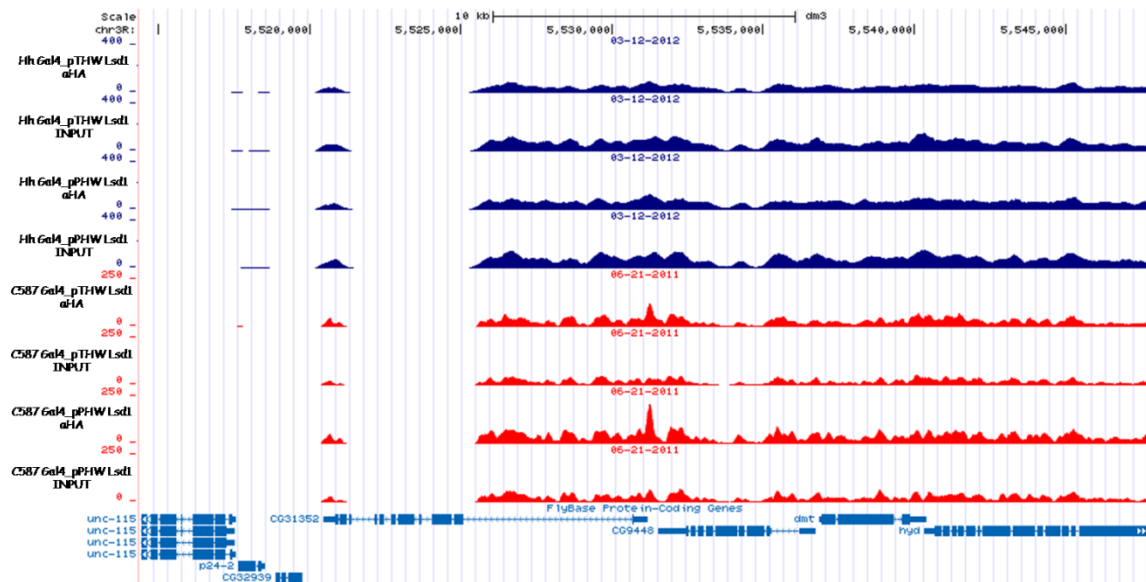 Scale 10 kb dm3
chr3R: 5,520,000 5,525,000 5,530,000 5,535,000 5,540,000 5,545,000
400 03-12-2012
Hh Gal4_pTHW Lsd1
αHA
0
400 03-12-2012
Hh Gal4_pTHW Lsd1
INPUT
0
400 03-12-2012
Hh Gal4_pPHW Lsd1
αHA
0
400 03-12-2012
Hh Gal4_pPHW Lsd1
INPUT
0
250 06-21-2011
C587 Gal4_pTHW Lsd1
αHA
0
250 06-21-2011
C587 Gal4_pTHW Lsd1
INPUT
0
250 06-21-2011
C587 Gal4_pPHW Lsd1
αHA
0
250 06-21-2011
C587 Gal4_pPHW Lsd1
INPUT
0
FlyBase Protein-Coding Genes
unc-115 CG31352 dmt
unc-115 CG9448 hyd
unc-115
unc-115
p24-2
CG32939